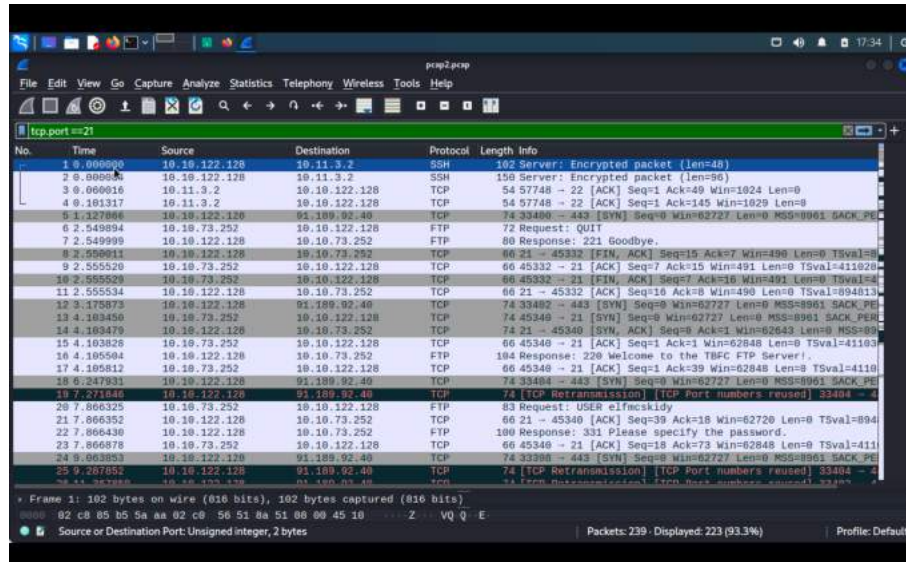 17:34
pcap2.pcap
File Edit View Go Capture Analyze Statistics Telephony Wireless Tools Help
tcp.port ==21
No. Time Source Destination Protocol Length Info
1 0.000000 10.10.122.128 10.11.3.2 SSH 102 Server: Encrypted packet (len=48)
2 10.10.122.128 10.11.3.2 SSH 150 Server: Encrypted packet (len=96)
3 0.060016 10.11.3.2 10.10.122.128 TCP 54 57748 → 22 [ACK] Seq=1 Ack=49 Win=1024 Len=0
4 0.101317 10.11.3.2 10.10.122.128 TCP 54 57748 → 22 [ACK] Seq=1 Ack=145 Win=1029 Len=0
5 1.127866 10.10.122.128 91.189.92.40 TCP 74 33400 → 443 [SYN] Seq=0 Win=62727 Len=0 MSS=8961 SACK_PE
6 2.549894 10.10.73.252 10.10.122.128 FTP 72 Request: QUIT
7 2.549999 10.10.122.128 10.10.73.252 FTP 80 Response: 221 Goodbye.
8 2.550011 10.10.122.128 10.10.73.252 TCP 66 21 → 45332 [FIN, ACK] Seq=15 Ack=7 Win=490 Len=0 TSval=8
9 2.555520 10.10.73.252 10.10.122.128 TCP 66 45332 → 21 [ACK] Seq=7 Ack=15 Win=491 Len=0 TSval=411028
10 2.555529 10.10.73.252 10.10.122.128 TCP 66 45332 → 21 [FIN, ACK] Seq=7 Ack=16 Win=491 Len=0 TSval=4
11 2.555534 10.10.122.128 10.10.73.252 TCP 66 21 → 45332 [ACK] Seq=16 Ack=8 Win=490 Len=0 TSval=894813
12 3.175873 10.10.122.128 91.189.92.40 TCP 74 33402 → 443 [SYN] Seq=0 Win=62727 Len=0 MSS=8961 SACK_PE
13 4.103450 10.10.73.252 10.10.122.128 TCP 74 45340 → 21 [SYN] Seq=0 Win=62727 Len=0 MSS=8961 SACK_PER
14 4.103479 10.10.122.128 10.10.73.252 TCP 74 21 → 45340 [SYN, ACK] Seq=0 Ack=1 Win=62643 Len=0 MSS=89
15 4.103828 10.10.73.252 10.10.122.128 TCP 66 45340 → 21 [ACK] Seq=1 Ack=1 Win=62848 Len=0 TSval=41103
16 4.105504 10.10.122.128 10.10.73.252 FTP 104 Response: 220 Welcome to the TBFC FTP Server!.
17 4.105812 10.10.73.252 10.10.122.128 TCP 66 45340 → 21 [ACK] Seq=1 Ack=39 Win=62848 Len=0 TSval=4110
18 6.247931 10.10.122.128 91.189.92.40 TCP 74 33404 → 443 [SYN] Seq=0 Win=62727 Len=0 MSS=8961 SACK_PE
19 7.271846 10.10.122.128 91.189.92.40 TCP 74 [TCP Retransmission] [TCP Port numbers reused] 33404 → 4
20 7.866325 10.10.73.252 10.10.122.128 FTP 83 Request: USER elfmcskidy
21 7.866352 10.10.122.128 10.10.73.252 TCP 66 21 → 45340 [ACK] Seq=39 Ack=18 Win=62720 Len=0 TSval=894
22 7.866430 10.10.122.128 10.10.73.252 FTP 100 Response: 331 Please specify the password.
23 7.866878 10.10.73.252 10.10.122.128 TCP 66 45340 → 21 [ACK] Seq=18 Ack=73 Win=62848 Len=0 TSval=411
24 9.063853 10.10.122.128 91.189.92.40 TCP 74 33398 → 443 [SYN] Seq=0 Win=62727 Len=0 MSS=8961 SACK_PE
25 9.287852 10.10.122.128 91.189.92.40 TCP 74 [TCP Retransmission] [TCP Port numbers reused] 33404 → 4
Frame 1: 102 bytes on wire (816 bits), 102 bytes captured (816 bits)
0000 02 c8 85 b5 5a aa 02 c8 56 51 8a 51 08 00 45 10 ····Z··· VQ·Q··E·
Source or Destination Port: Unsigned integer, 2 bytes Packets: 239 · Displayed: 223 (93.3%) Profile: Default